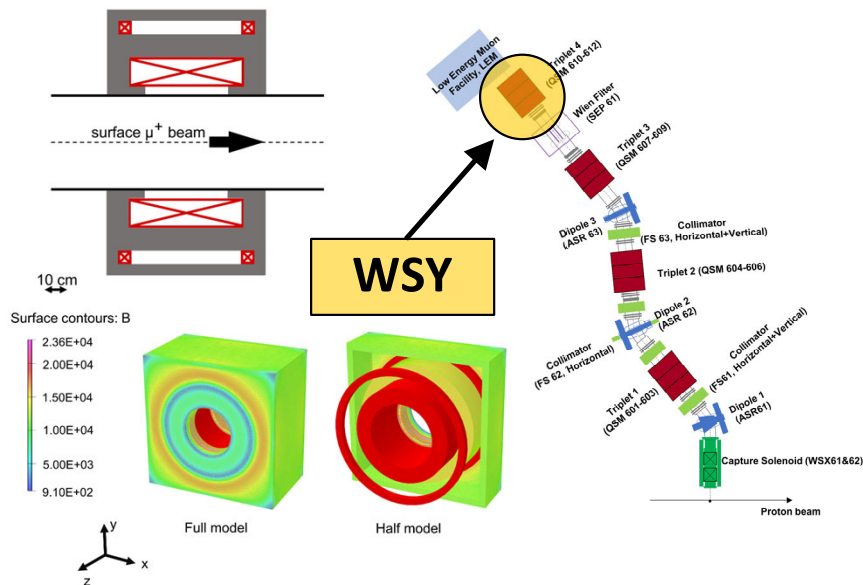 surface μ⁺ beam
10 cm
Surface contours: B
2.36E+04
2.00E+04
1.50E+04
1.00E+04
5.00E+03
9.10E+02
y
x
z
Full model
Half model
WSY
Low Energy Muon
Facility, LEM
Triplet 4
(QSM 610-612)
Wien Filter
(SEP 61)
Triplet 3
(QSM 607-609)
Dipole 3
(ASR 63)
Collimator
(FS 63, Horizontal+Vertical)
Triplet 2 (QSM 604-606)
Dipole 2
(ASR 62)
Collimator
(FS 62, Horizontal)
Collimator
(FS61, Horizontal+Vertical)
Triplet 1
(QSM 601-603)
Dipole 1
(ASR61)
Capture Solenoid (WSX61&62)
Proton beam